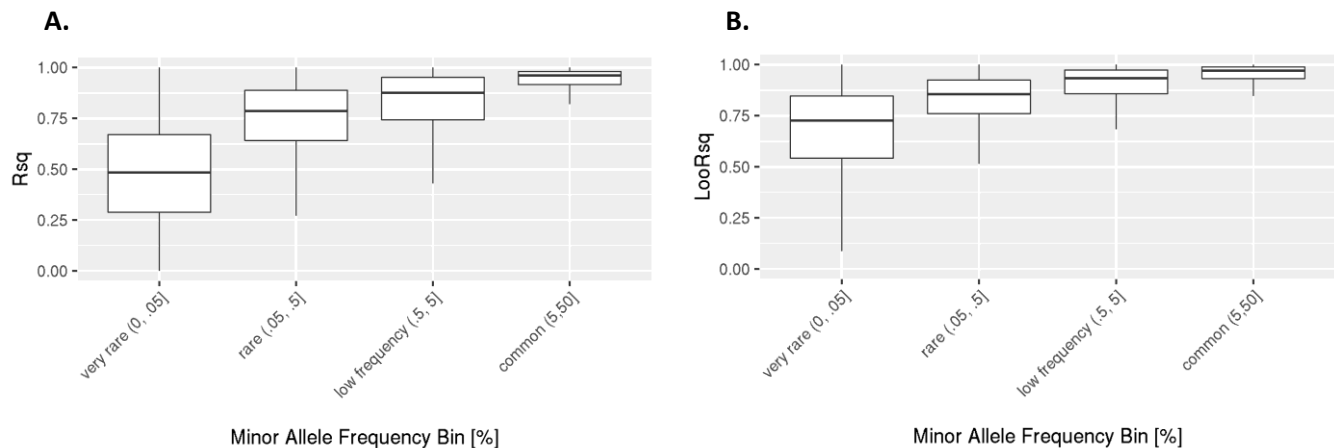 A.
1.00
0.75
0.50
0.25
0.00
Rsq
very rare (0, .05]
rare (.05, .5]
low frequency (.5, 5]
common (5,50]
Minor Allele Frequency Bin [%]
B.
1.00
0.75
0.50
0.25
0.00
LooRsq
very rare (0, .05]
rare (.05, .5]
low frequency (.5, 5]
common (5,50]
Minor Allele Frequency Bin [%]